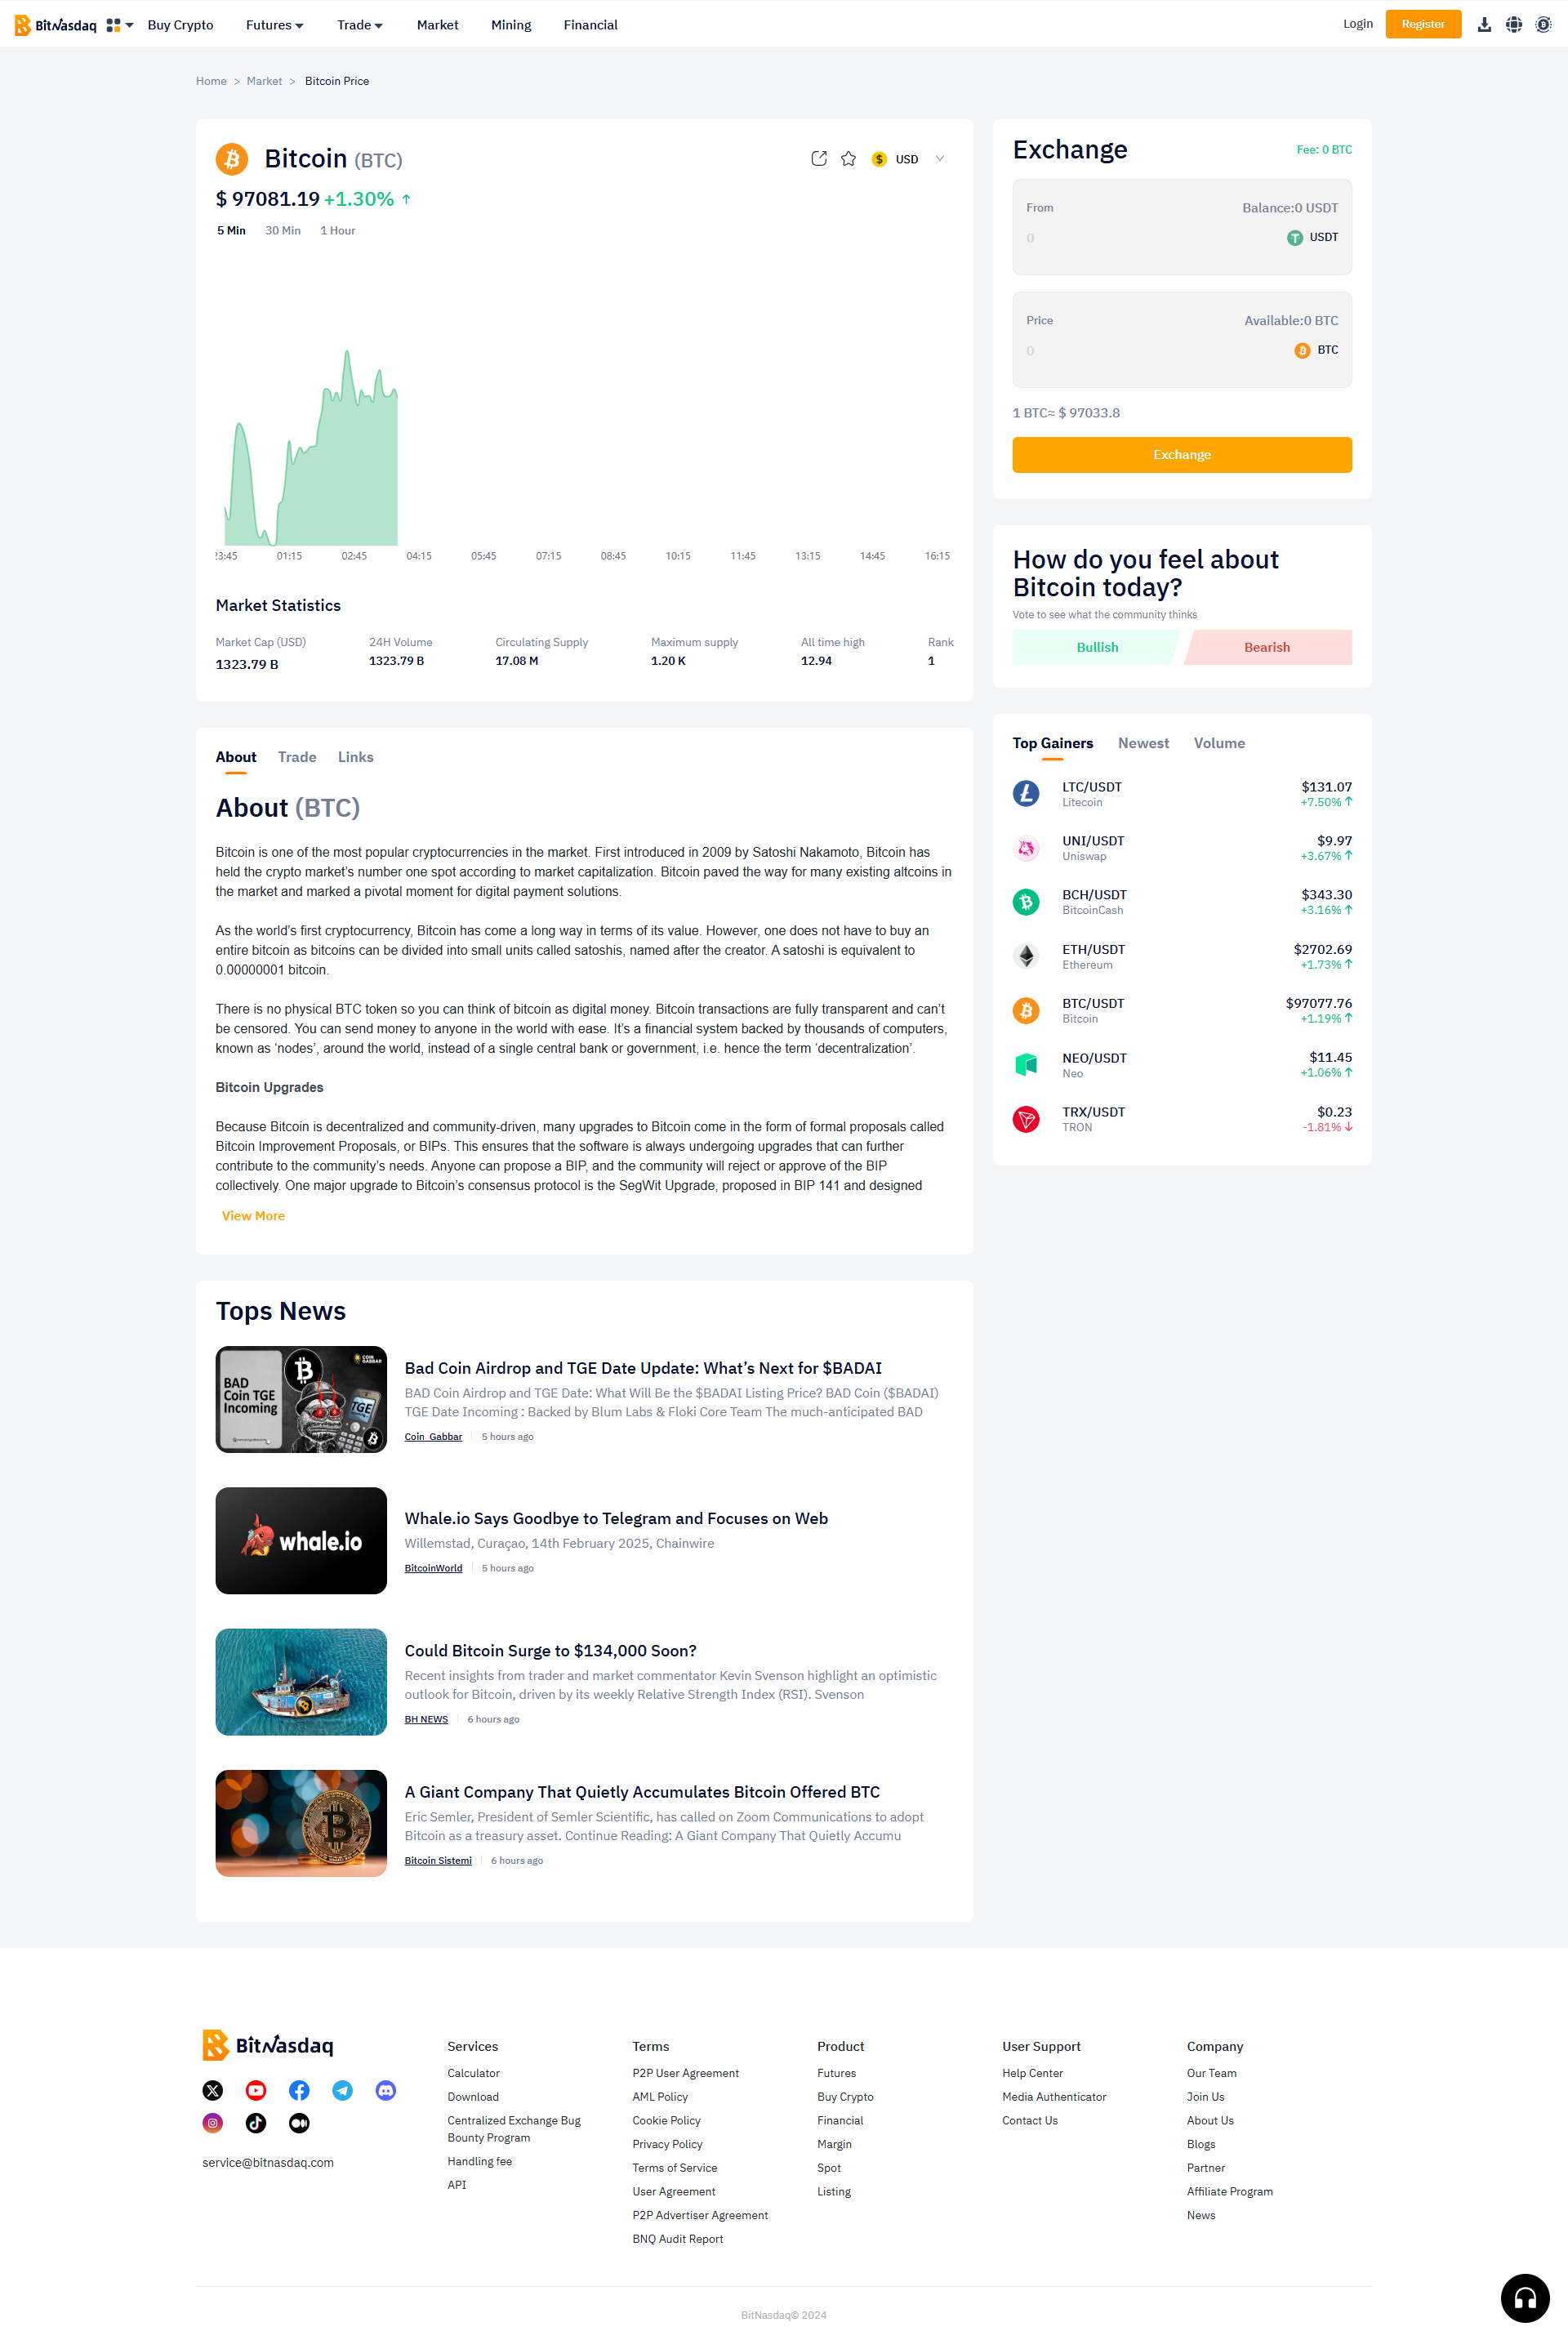 BitNasdaq
Buy Crypto
Futures
Trade
Market
Mining
Financial
Login
Register
Home > Market > Bitcoin Price
Bitcoin (BTC)
USD
$ 97081.19 +1.30%
5 Min
30 Min
1 Hour
23:45
01:15
02:45
04:15
05:45
07:15
08:45
10:15
11:45
13:15
14:45
16:15
Market Statistics
Market Cap (USD)
1323.79 B
24H Volume
1323.79 B
Circulating Supply
17.08 M
Maximum supply
1.20 K
All time high
12.94
Rank
1
Exchange
Fee: 0 BTC
From
Balance:0 USDT
0
USDT
Price
Available:0 BTC
0
BTC
1 BTC≈ $ 97033.8
Exchange
How do you feel about
Bitcoin today?
Vote to see what the community thinks
Bullish
Bearish
Top Gainers
Newest
Volume
LTC/USDT
$131.07
Litecoin
+7.50%
UNI/USDT
$9.97
Uniswap
+3.67%
BCH/USDT
$343.30
BitcoinCash
+3.16%
ETH/USDT
$2702.69
Ethereum
+1.73%
BTC/USDT
$97077.76
Bitcoin
+1.19%
NEO/USDT
$11.45
Neo
+1.06%
TRX/USDT
$0.23
TRON
-1.81%
About
Trade
Links
About (BTC)
Bitcoin is one of the most popular cryptocurrencies in the market. First introduced in 2009 by Satoshi Nakamoto, Bitcoin has
held the crypto market’s number one spot according to market capitalization. Bitcoin paved the way for many existing altcoins in
the market and marked a pivotal moment for digital payment solutions.
As the world’s first cryptocurrency, Bitcoin has come a long way in terms of its value. However, one does not have to buy an
entire bitcoin as bitcoins can be divided into small units called satoshis, named after the creator. A satoshi is equivalent to
0.00000001 bitcoin.
There is no physical BTC token so you can think of bitcoin as digital money. Bitcoin transactions are fully transparent and can’t
be censored. You can send money to anyone in the world with ease. It’s a financial system backed by thousands of computers,
known as ‘nodes’, around the world, instead of a single central bank or government, i.e. hence the term ‘decentralization’.
Bitcoin Upgrades
Because Bitcoin is decentralized and community-driven, many upgrades to Bitcoin come in the form of formal proposals called
Bitcoin Improvement Proposals, or BIPs. This ensures that the software is always undergoing upgrades that can further
contribute to the community’s needs. Anyone can propose a BIP, and the community will reject or approve of the BIP
collectively. One major upgrade to Bitcoin’s consensus protocol is the SegWit Upgrade, proposed in BIP 141 and designed
View More
Tops News
COIN
GABBAR
BAD
Coin TGE
Incoming
TGE
Bad Coin Airdrop and TGE Date Update: What’s Next for $BADAI
BAD Coin Airdrop and TGE Date: What Will Be the $BADAI Listing Price? BAD Coin ($BADAI)
TGE Date Incoming : Backed by Blum Labs & Floki Core Team The much-anticipated BAD
Coin_Gabbar
5 hours ago
whale.io
Whale.io Says Goodbye to Telegram and Focuses on Web
Willemstad, Curaçao, 14th February 2025, Chainwire
BitcoinWorld
5 hours ago
Could Bitcoin Surge to $134,000 Soon?
Recent insights from trader and market commentator Kevin Svenson highlight an optimistic
outlook for Bitcoin, driven by its weekly Relative Strength Index (RSI). Svenson
BH NEWS
6 hours ago
A Giant Company That Quietly Accumulates Bitcoin Offered BTC
Eric Semler, President of Semler Scientific, has called on Zoom Communications to adopt
Bitcoin as a treasury asset. Continue Reading: A Giant Company That Quietly Accumu
Bitcoin Sistemi
6 hours ago
BitNasdaq
service@bitnasdaq.com
Services
Calculator
Download
Centralized Exchange Bug
Bounty Program
Handling fee
API
Terms
P2P User Agreement
AML Policy
Cookie Policy
Privacy Policy
Terms of Service
User Agreement
P2P Advertiser Agreement
BNQ Audit Report
Product
Futures
Buy Crypto
Financial
Margin
Spot
Listing
User Support
Help Center
Media Authenticator
Contact Us
Company
Our Team
Join Us
About Us
Blogs
Partner
Affiliate Program
News
BitNasdaq© 2024